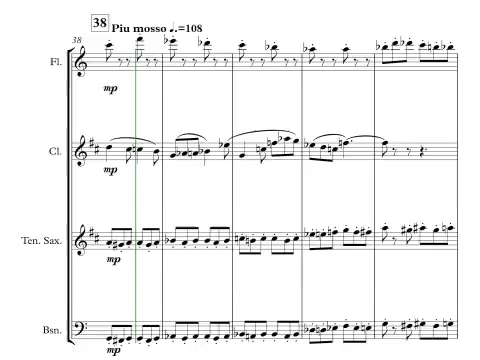 38 Piu mosso ♩.=108
38
Fl.
mp
Cl.
mp
Ten. Sax.
mp
Bsn.
mp